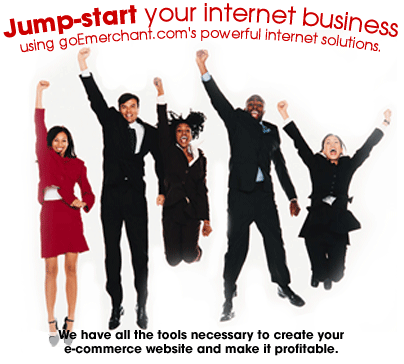 Jump-start your internet business
using goEmerchant.com's powerful internet solutions.
We have all the tools necessary to create your
e-commerce website and make it profitable.